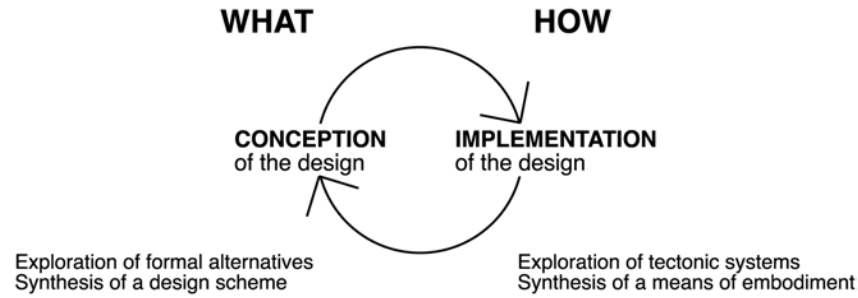 WHAT
HOW
CONCEPTION
of the design
IMPLEMENTATION
of the design
Exploration of formal alternatives
Synthesis of a design scheme
Exploration of tectonic systems
Synthesis of a means of embodiment